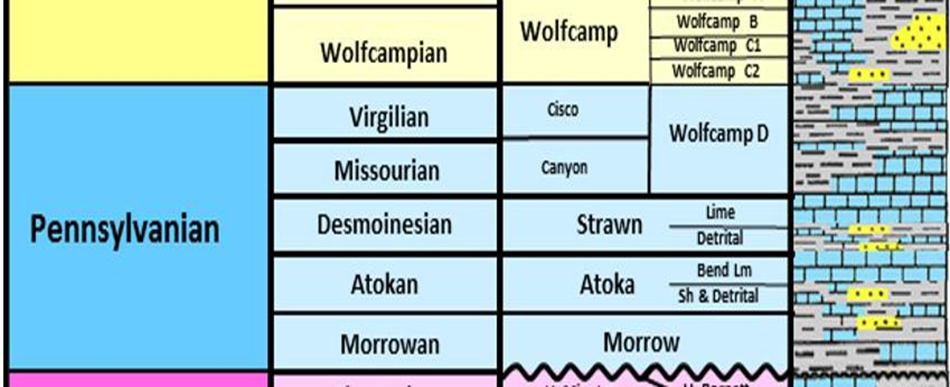 Wolfcampian
Wolfcamp
Wolfcamp B
Wolfcamp C1
Wolfcamp C2
Pennsylvanian
Virgilian
Cisco
Wolfcamp D
Missourian
Canyon
Desmoinesian
Strawn
Lime
Detrital
Atokan
Atoka
Bend Lm
Sh & Detrital
Morrowan
Morrow